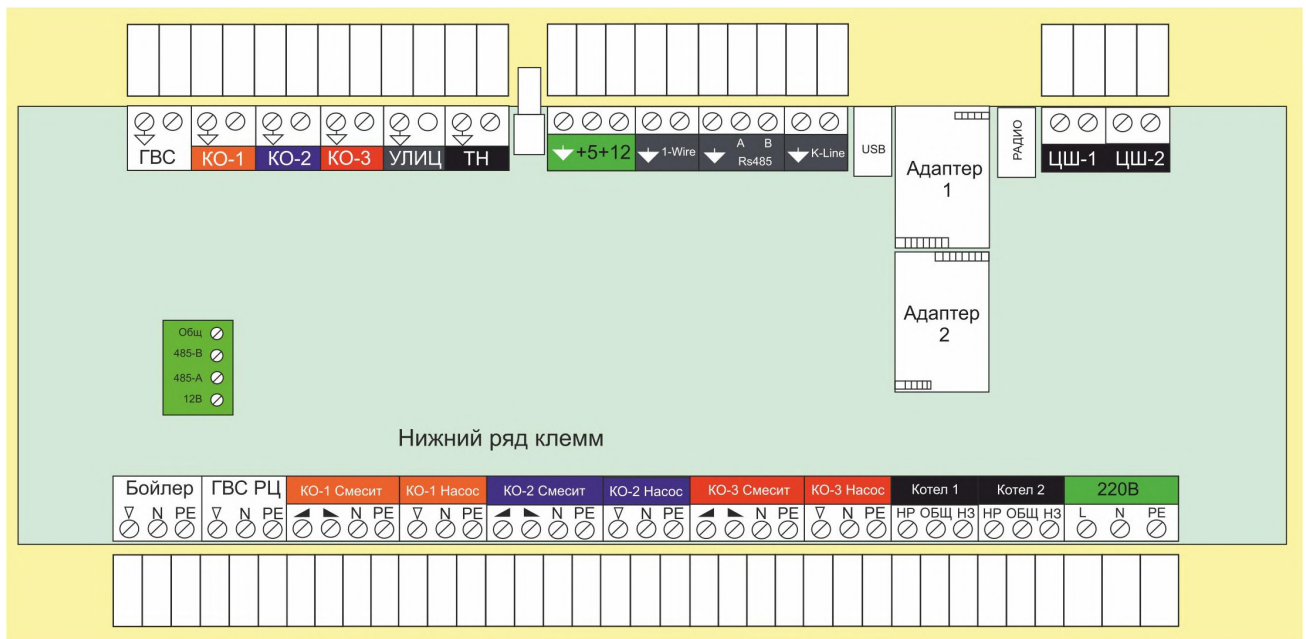 ГВС КО-1 КО-2 КО-3 УЛИЦ ТН
+5+12 1-Wire A B Rs485 K-Line
USB
Адаптер
1
РАДИО
ЦШ-1 ЦШ-2
Адаптер
2
Общ
485-В
485-А
12В
Нижний ряд клемм
Бойлер ГВС РЦ КО-1 Смесит КО-1 Насос КО-2 Смесит КО-2 Насос КО-3 Смесит КО-3 Насос Котел 1 Котел 2 220В
N PE N PE N PE N PE N PE N PE N PE N PE НР ОБЩ НЗ НР ОБЩ НЗ L N PE